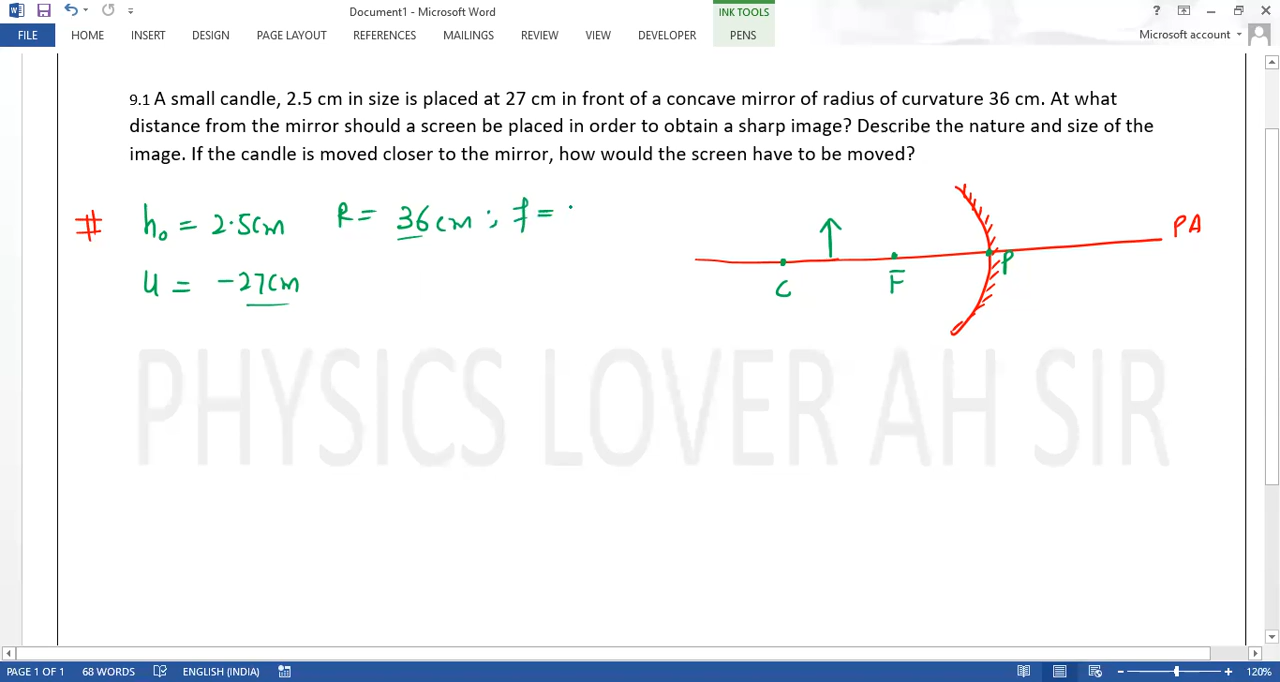 Document1 - Microsoft Word
INK TOOLS
FILE HOME INSERT DESIGN PAGE LAYOUT REFERENCES MAILINGS REVIEW VIEW DEVELOPER PENS Microsoft account
9.1 A small candle, 2.5 cm in size is placed at 27 cm in front of a concave mirror of radius of curvature 36 cm. At what
distance from the mirror should a screen be placed in order to obtain a sharp image? Describe the nature and size of the
image. If the candle is moved closer to the mirror, how would the screen have to be moved?
# h₀ = 2.5cm R = 36cm ; f =
u = -27cm
PA
P
C F
PHYSICS LOVER AH SIR
PAGE 1 OF 1 68 WORDS ENGLISH (INDIA) 120%